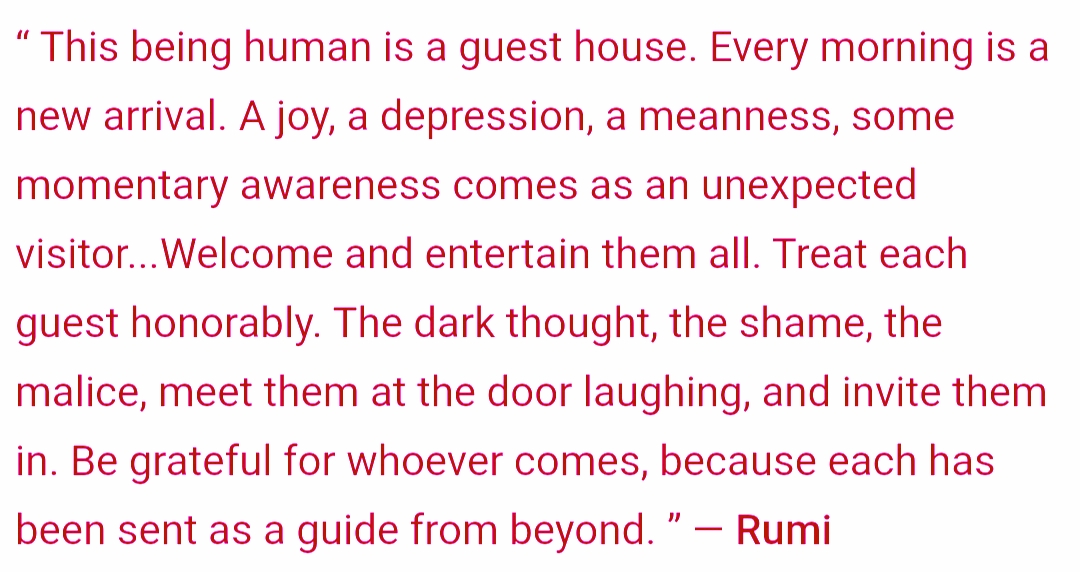 “ This being human is a guest house. Every morning is a
new arrival. A joy, a depression, a meanness, some
momentary awareness comes as an unexpected
visitor...Welcome and entertain them all. Treat each
guest honorably. The dark thought, the shame, the
malice, meet them at the door laughing, and invite them
in. Be grateful for whoever comes, because each has
been sent as a guide from beyond. ” — Rumi